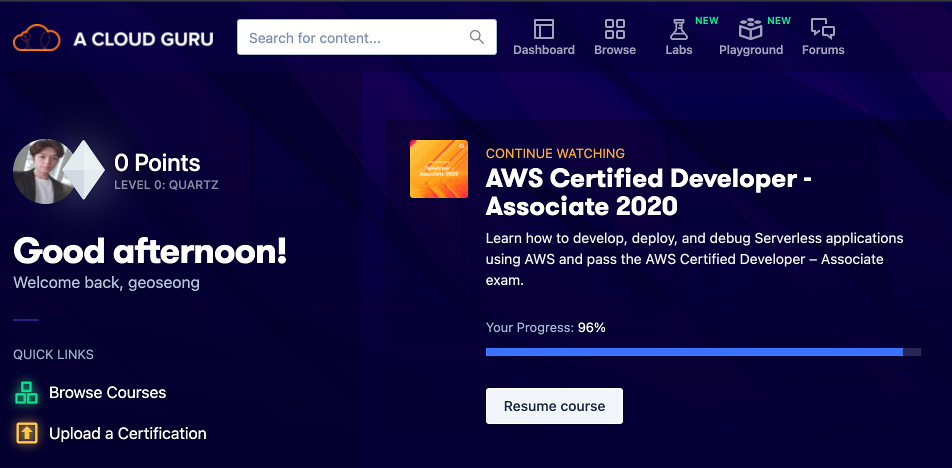 A CLOUD GURU
Search for content...
Dashboard
Browse
Labs
NEW
Playground
NEW
Forums
0 Points
LEVEL 0: QUARTZ
Good afternoon!
Welcome back, geoseong
QUICK LINKS
Browse Courses
Upload a Certification
Developer
Associate 2020
CONTINUE WATCHING
AWS Certified Developer -
Associate 2020
Learn how to develop, deploy, and debug Serverless applications
using AWS and pass the AWS Certified Developer – Associate
exam.
Your Progress: 96%
Resume course